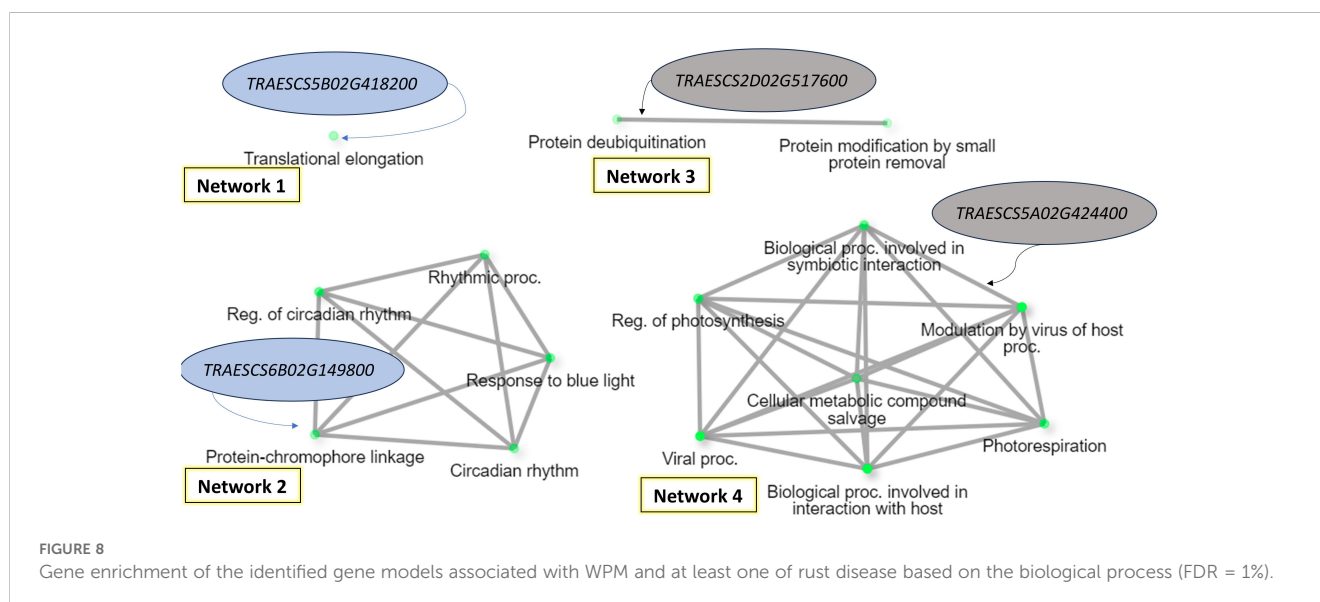 TRAESCS5B02G418200
Translational elongation
Network 1
TRAESCS2D02G517600
Protein deubiquitination
Protein modification by small
protein removal
Network 3
Rhythmic proc.
Reg. of circadian rhythm
TRAESCS6B02G149800
Response to blue light
Protein-chromophore linkage
Circadian rhythm
Network 2
TRAESCS5A02G424400
Biological proc. involved in
symbiotic interaction
Reg. of photosynthesis
Modulation by virus of host
proc.
Cellular metabolic compound
salvage
Photorespiration
Viral proc.
Network 4
Biological proc. involved in
interaction with host
FIGURE 8
Gene enrichment of the identified gene models associated with WPM and at least one of rust disease based on the biological process (FDR = 1%).